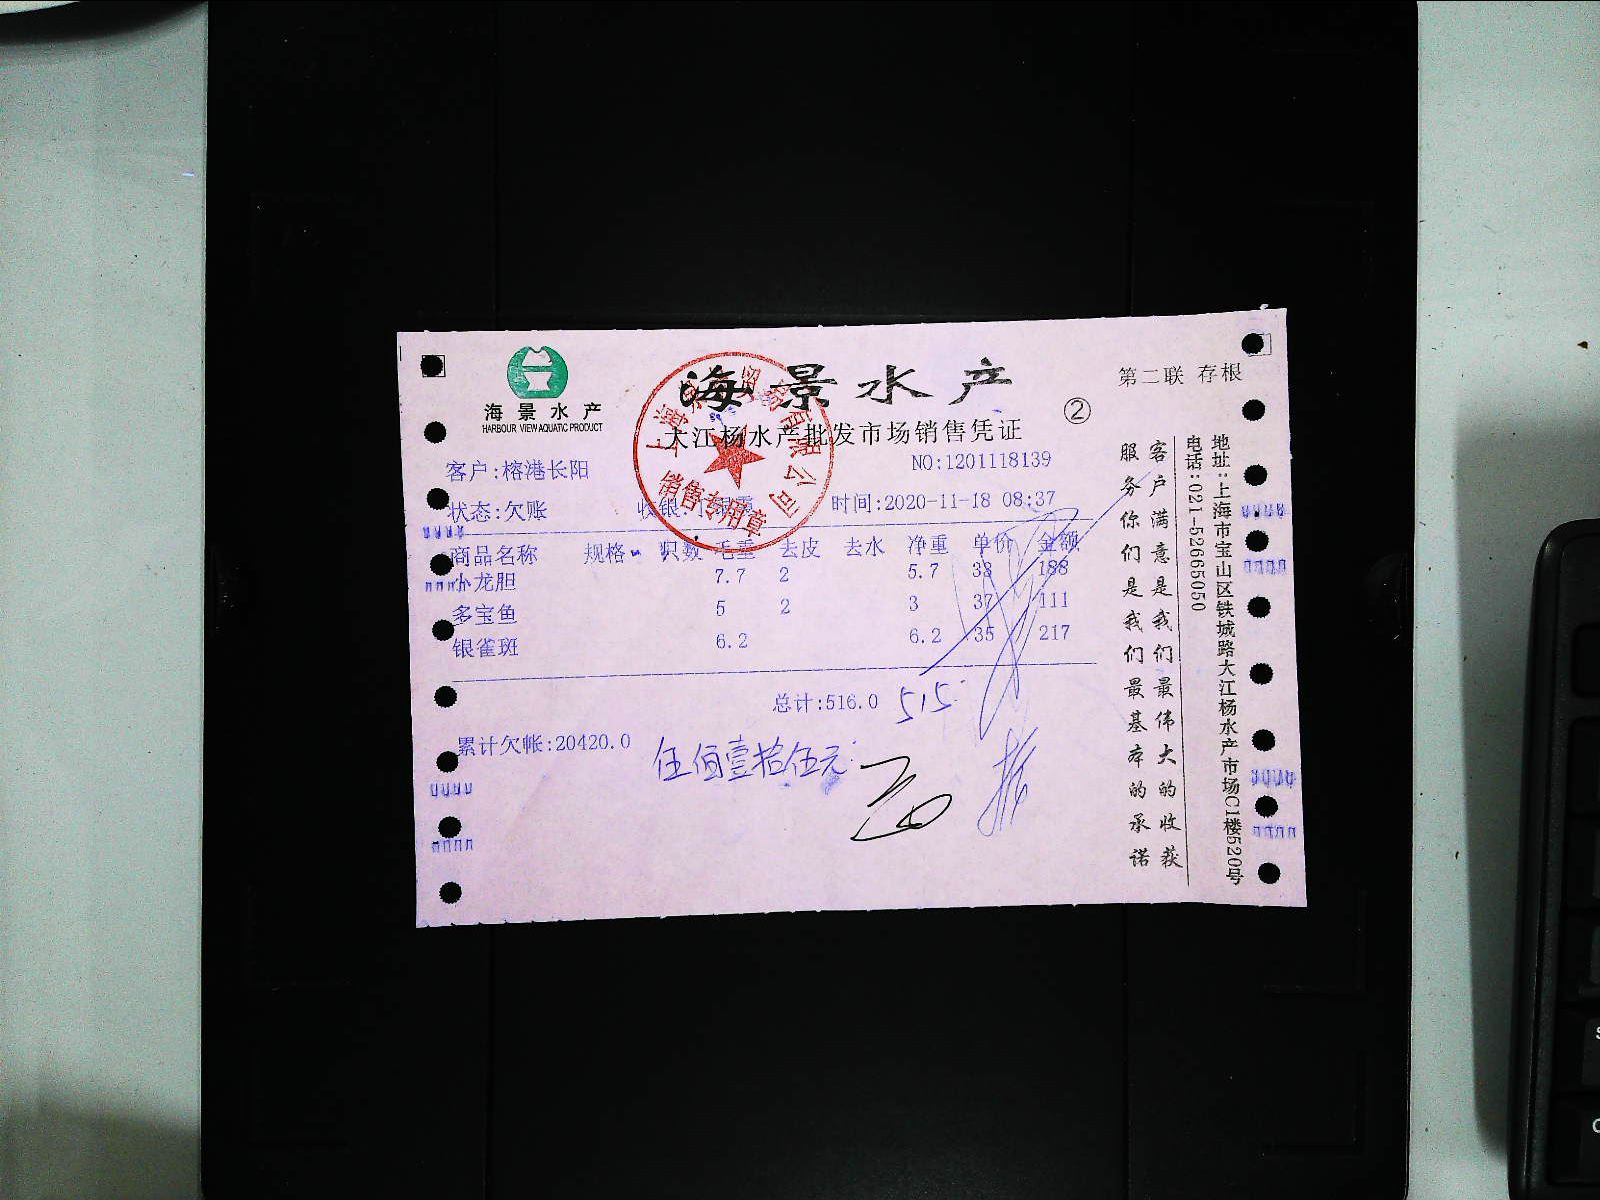 海景水产
HARBOUR VIEW AQUATIC PRODUCT
海景水产
第二联 存根
②
大江杨水产批发市场销售凭证
客户:榕港长阳
NO:1201118139
状态:欠账
收银:
时间:2020-11-18 08:37
有限公司
销售专用章
商品名称 规格 只数 毛重 去皮 去水 净重 单价 金额
小龙胆 7.7 2 5.7 33 188
多宝鱼 5 2 3 37 111
银雀斑 6.2 6.2 35 217
总计:516.0 515
累计欠帐:20420.0
伍佰壹拾伍元
客户满意是我们最伟大的收获
服务你们是我们最基本的承诺
地址:上海市宝山区铁城路大江杨水产市场C1楼520号
电话:021-52665050